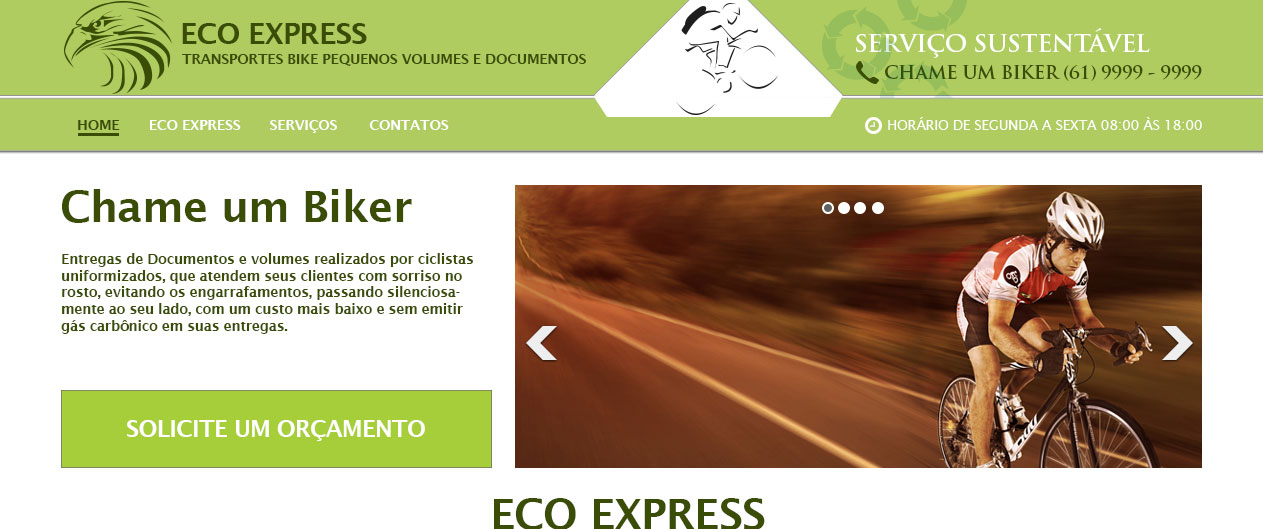 ECO EXPRESS
TRANSPORTES BIKE PEQUENOS VOLUMES E DOCUMENTOS
SERVIÇO SUSTENTÁVEL
CHAME UM BIKER (61) 9999 - 9999
HOME ECO EXPRESS SERVIÇOS CONTATOS
HORÁRIO DE SEGUNDA A SEXTA 08:00 ÀS 18:00
Chame um Biker
Entregas de Documentos e volumes realizados por ciclistas
uniformizados, que atendem seus clientes com sorriso no
rosto, evitando os engarrafamentos, passando silenciosa-
mente ao seu lado, com um custo mais baixo e sem emitir
gás carbônico em suas entregas.
SOLICITE UM ORÇAMENTO
ECO EXPRESS